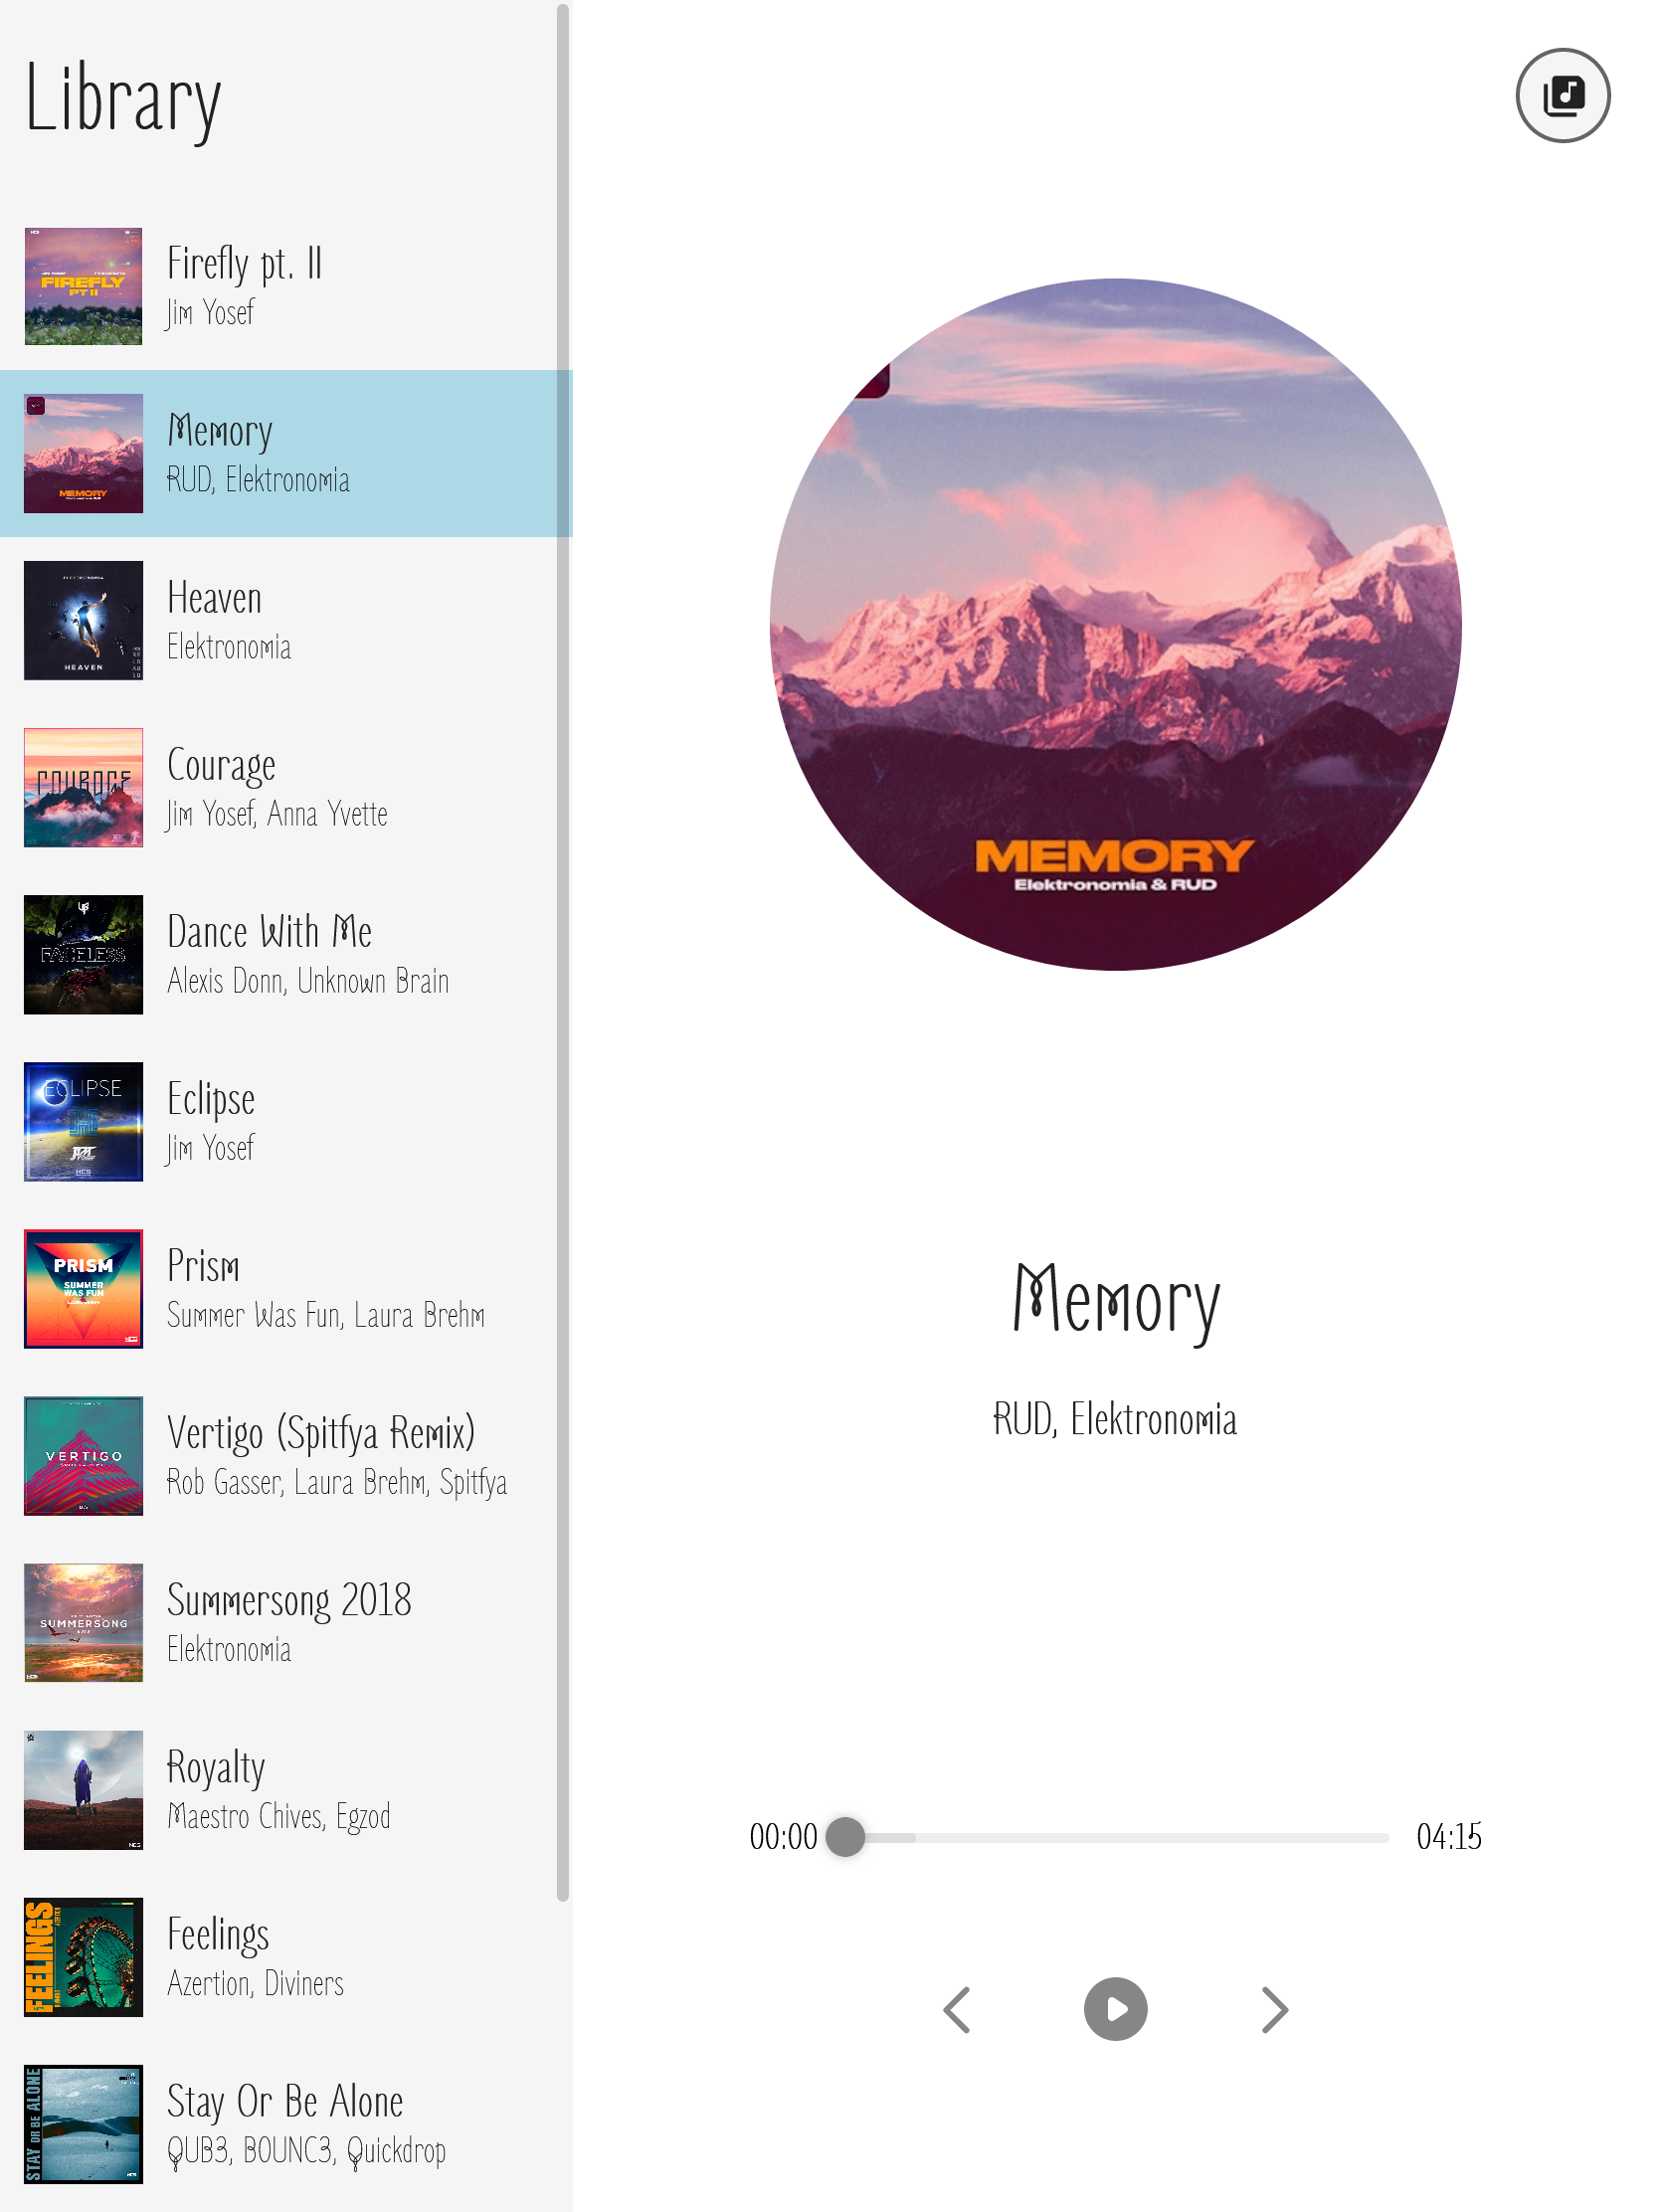 Library
FIREFLY
PT II
Firefly pt. II
Jim Yosef
MEMORY
Memory
RUD, Elektronomia
HEAVEN
Heaven
Elektronomia
COURAGE
Courage
Jim Yosef, Anna Yvette
FACELESS
Dance With Me
Alexis Donn, Unknown Brain
ECLIPSE
NCS
Eclipse
Jim Yosef
PRISM
SUMMER
WAS FUN
Prism
Summer Was Fun, Laura Brehm
VERTIGO
Vertigo (Spitfya Remix)
Rob Gasser, Laura Brehm, Spitfya
SUMMERSONG
Summersong 2018
Elektronomia
NCS
Royalty
Maestro Chives, Egzod
FEELINGS
Feelings
Azertion, Diviners
STAY OR BE ALONE
Stay Or Be Alone
QUB3, B0UNC3, Quickdrop
MEMORY
Elektronomia & RUD
Memory
RUD, Elektronomia
00:00
04:15